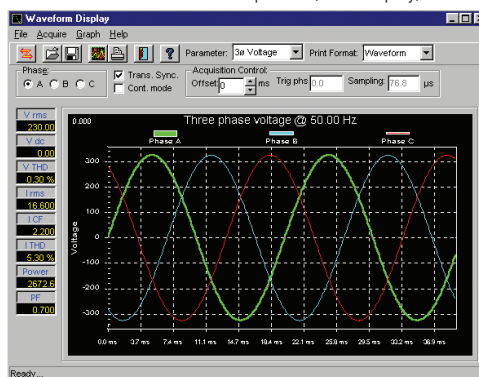 Waveform Display
File Acquire Graph Help
Parameter: 3ø Voltage Print Format: Waveform
Phase: A B C
Trans. Sync.
Cont. mode
Acquisition Control:
Offset: 0 ms Trig phs 0.0 Sampling: 76.8 µs
V rms
230.00
V dc
0.00
V THD
0.30 %
I rms
16.600
I CF
2.200
I THD
5.30 %
Power
2672.6
PF
0.700
0.000
Three phase voltage @ 50.00 Hz
Phase A Phase B Phase C
Voltage
300
200
100
0
-100
-200
-300
0.0 ms 3.7 ms 7.4 ms 11.1 ms 14.7 ms 18.4 ms 22.1 ms 25.8 ms 29.5 ms 33.2 ms 36.9 ms
Ready...